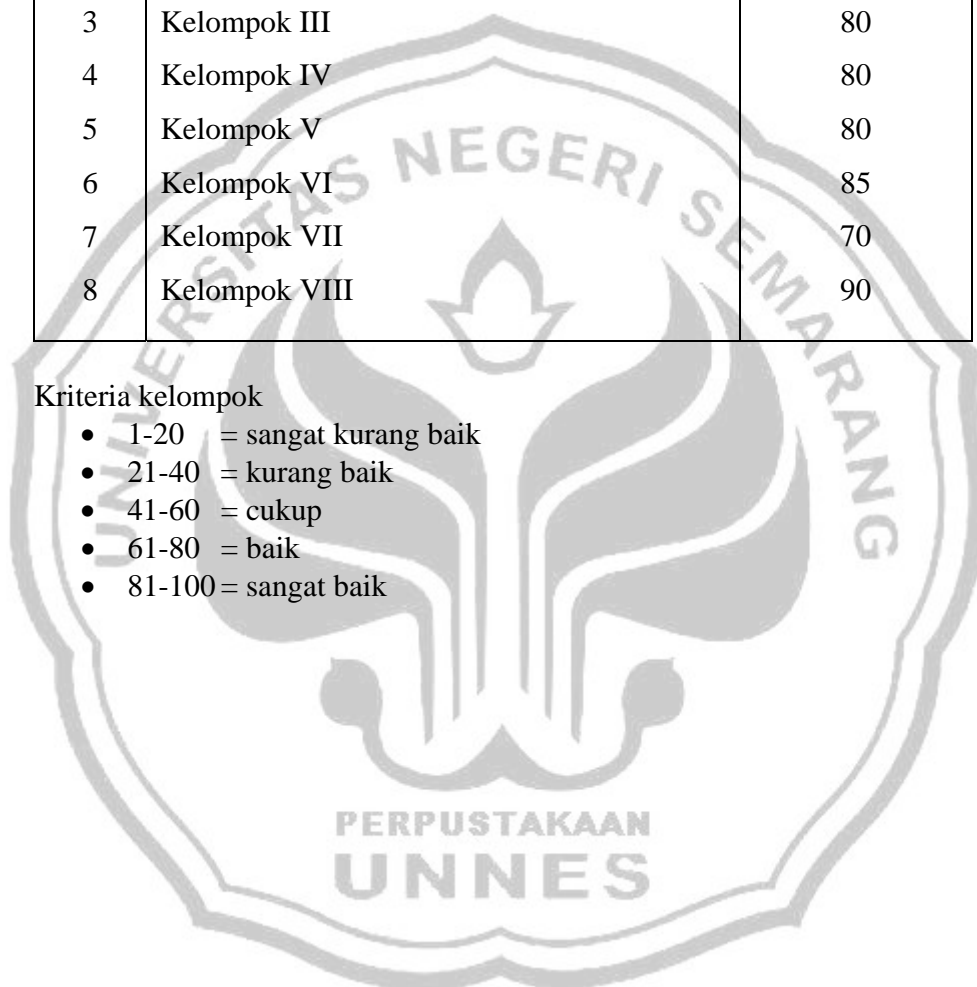 3 Kelompok III 80
4 Kelompok IV 80
5 Kelompok V 80
6 Kelompok VI 85
7 Kelompok VII 70
8 Kelompok VIII 90
Kriteria kelompok
• 1-20 = sangat kurang baik
• 21-40 = kurang baik
• 41-60 = cukup
• 61-80 = baik
• 81-100 = sangat baik
UNIVERSITAS NEGERI SEMARANG
PERPUSTAKAAN
UNNES